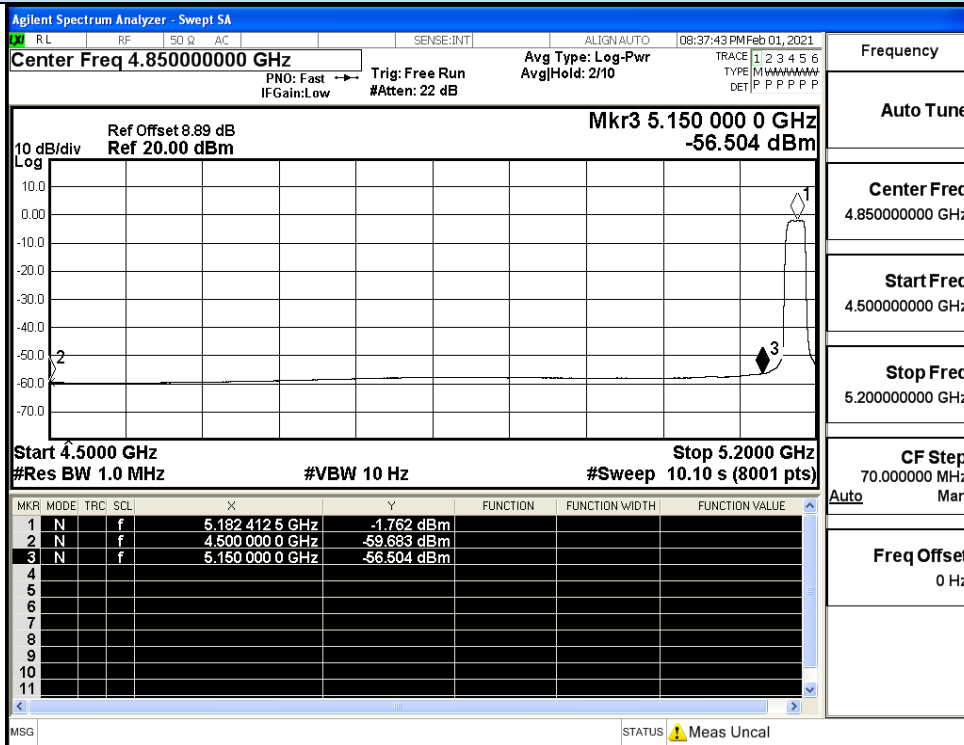 Agilent Spectrum Analyzer - Swept SA
LXI RL RF 50 Ω AC SENSE:INT ALIGN AUTO 08:37:43 PM Feb 01, 2021
Center Freq 4.850000000 GHz
PNO: Fast
IFGain:Low
Trig: Free Run
#Atten: 22 dB
Avg Type: Log-Pwr
Avg|Hold: 2/10
TRACE 1 2 3 4 5 6
TYPE M WWWWW
DET P P P P P P
Ref Offset 8.89 dB
10 dB/div Ref 20.00 dBm
Log
Mkr3 5.150 000 0 GHz
-56.504 dBm
10.0
0.00
-10.0
-20.0
-30.0
-40.0
-50.0
-60.0
-70.0
1
2
3
Start 4.5000 GHz Stop 5.2000 GHz
#Res BW 1.0 MHz #VBW 10 Hz #Sweep 10.10 s (8001 pts)
MKR MODE TRC SCL X Y FUNCTION FUNCTION WIDTH FUNCTION VALUE
1 N f 5.182 412 5 GHz -1.762 dBm
2 N f 4.500 000 0 GHz -59.683 dBm
3 N f 5.150 000 0 GHz -56.504 dBm
4
5
6
7
8
9
10
11
MSG STATUS Meas Uncal
Frequency
Auto Tune
Center Freq
4.850000000 GHz
Start Freq
4.500000000 GHz
Stop Freq
5.200000000 GHz
CF Step
70.000000 MHz
Auto Man
Freq Offset
0 Hz